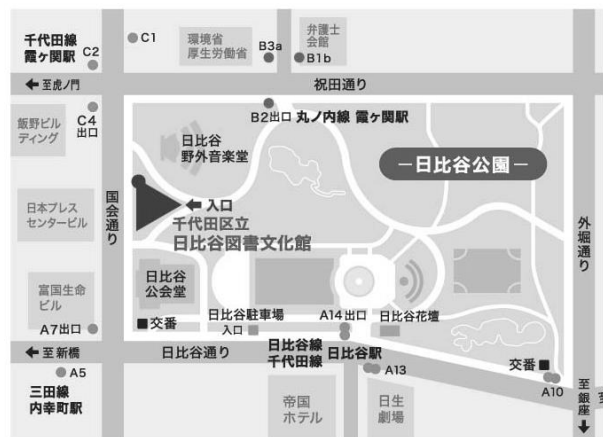 千代田線
霞ヶ関駅
C2
C1
環境省
厚生労働省
B3a
弁護士
会館
B1b
至虎ノ門
祝田通り
飯野ビル
ディング
C4
出口
B2出口
丸ノ内線 霞ヶ関駅
日比谷
野外音楽堂
日比谷公園
国会通り
日本プレス
センタービル
入口
千代田区立
日比谷図書文化館
外堀通り
富国生命
ビル
日比谷
公会堂
A7出口
交番
日比谷駐車場
入口
A14出口
日比谷花壇
至新橋
日比谷通り
日比谷線
千代田線
日比谷駅
A13
交番
A10
A5
三田線
内幸町駅
帝国
ホテル
日生
劇場
至銀座